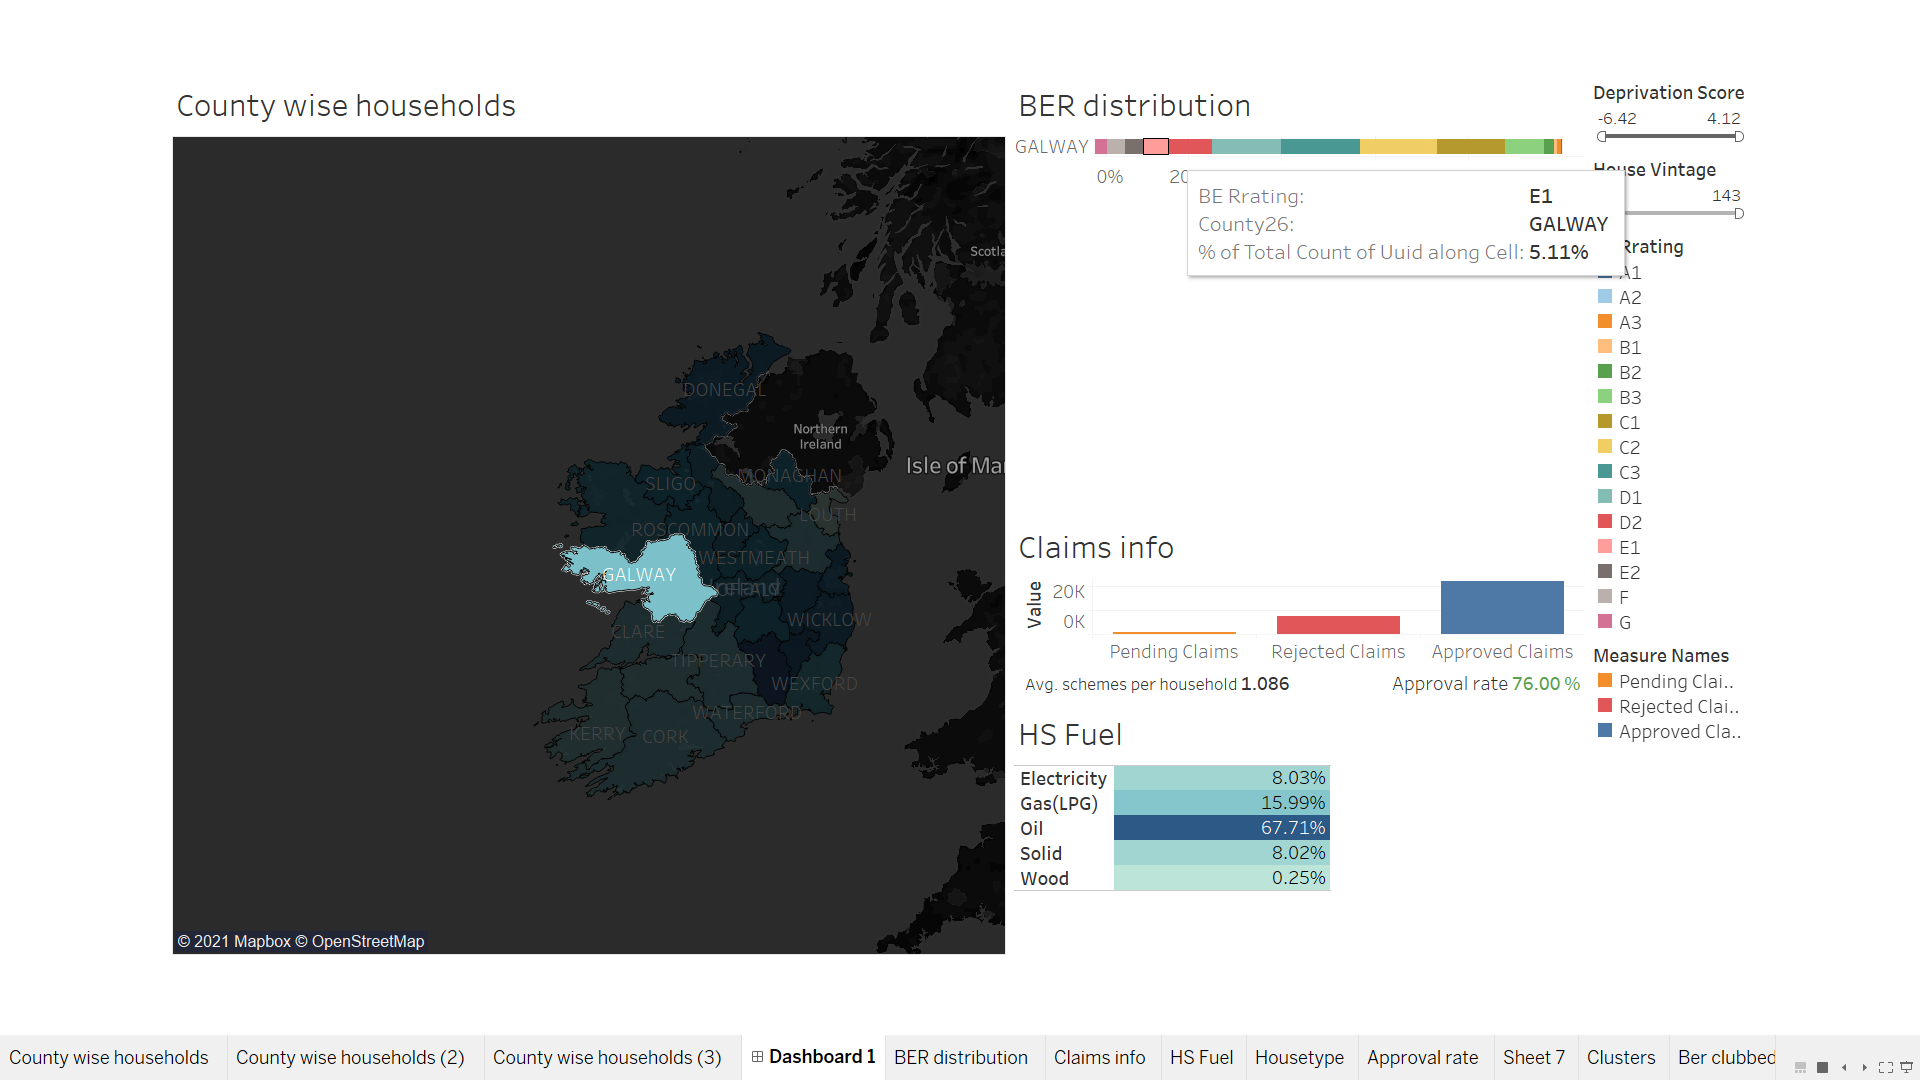 County wise households
Scotla
DONEGAL
Northern
Ireland
Isle of Ma
MONAGHAN
SLIGO
LOUTH
ROSCOMMON
WESTMEATH
GALWAY
OFFALY
WICKLOW
CLARE
TIPPERARY
WEXFORD
WATERFORD
KERRY
CORK
© 2021 Mapbox © OpenStreetMap
BER distribution
GALWAY
0%
20
BE Rrating: E1
County26: GALWAY
% of Total Count of Uuid along Cell: 5.11%
Claims info
Value
20K
0K
Pending Claims
Rejected Claims
Approved Claims
Avg. schemes per household 1.086
Approval rate 76.00 %
HS Fuel
Electricity 8.03%
Gas(LPG) 15.99%
Oil 67.71%
Solid 8.02%
Wood 0.25%
Deprivation Score
-6.42 4.12
House Vintage
143
Rrating
A1
A2
A3
B1
B2
B3
C1
C2
C3
D1
D2
E1
E2
F
G
Measure Names
Pending Clai..
Rejected Clai..
Approved Cla..
County wise households
County wise households (2)
County wise households (3)
Dashboard 1
BER distribution
Claims info
HS Fuel
Housetype
Approval rate
Sheet 7
Clusters
Ber clubbed